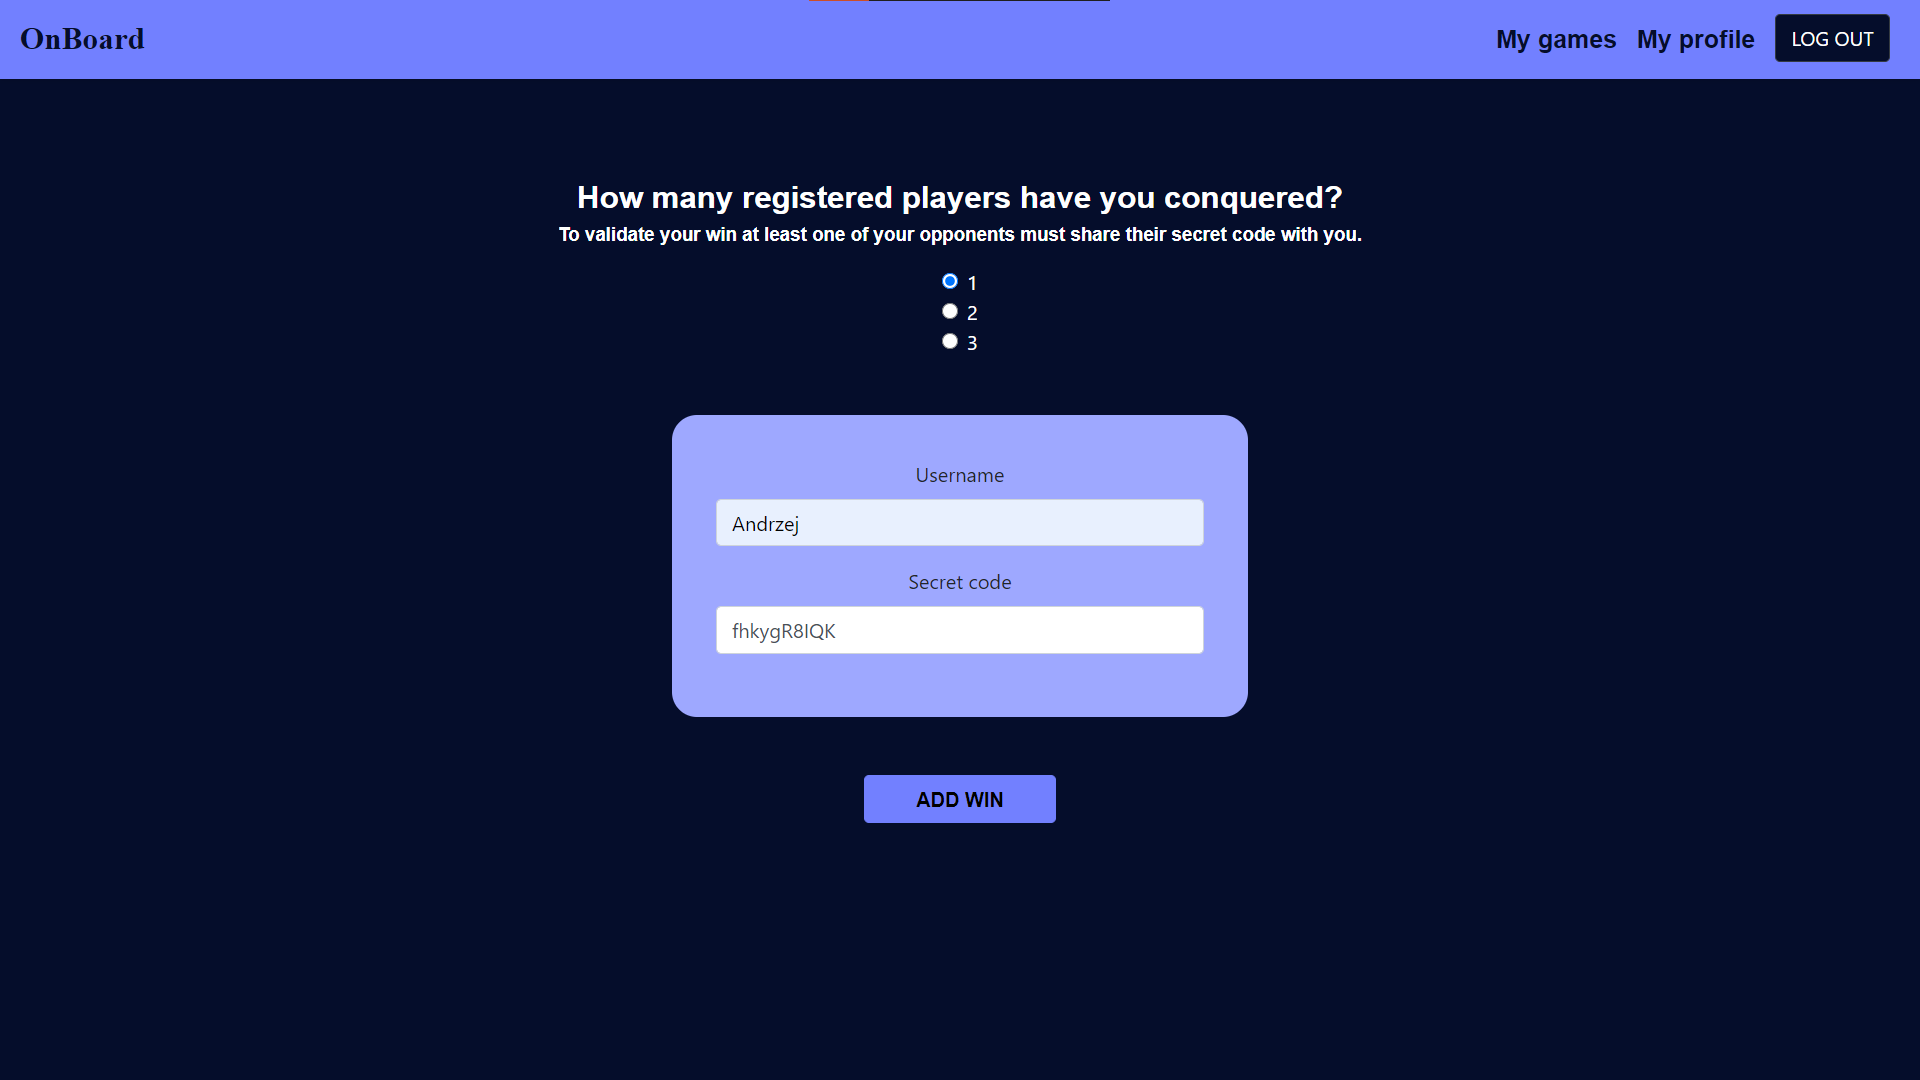 OnBoard
My games
My profile
LOG OUT
How many registered players have you conquered?
To validate your win at least one of your opponents must share their secret code with you.
1
2
3
Username
Andrzej
Secret code
fhkygR8IQK
ADD WIN